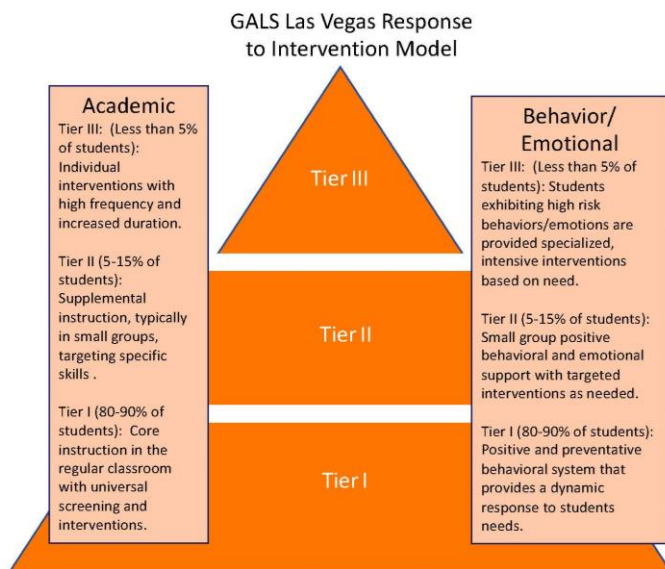 GALS Las Vegas Response
to Intervention Model
Academic
Tier III: (Less than 5%
of students):
Individual
interventions with
high frequency and
increased duration.
Tier II (5-15% of
students):
Supplemental
instruction, typically
in small groups,
targeting specific
skills .
Tier I (80-90% of
students): Core
instruction in the
regular classroom
with universal
screening and
interventions.
Tier III
Tier II
Tier I
Behavior/
Emotional
Tier III: (Less than 5% of
students): Students
exhibiting high risk
behaviors/emotions are
provided specialized,
intensive interventions
based on need.
Tier II (5-15% of students):
Small group positive
behavioral and emotional
support with targeted
interventions as needed.
Tier I (80-90% of students):
Positive and preventative
behavioral system that
provides a dynamic
response to students
needs.